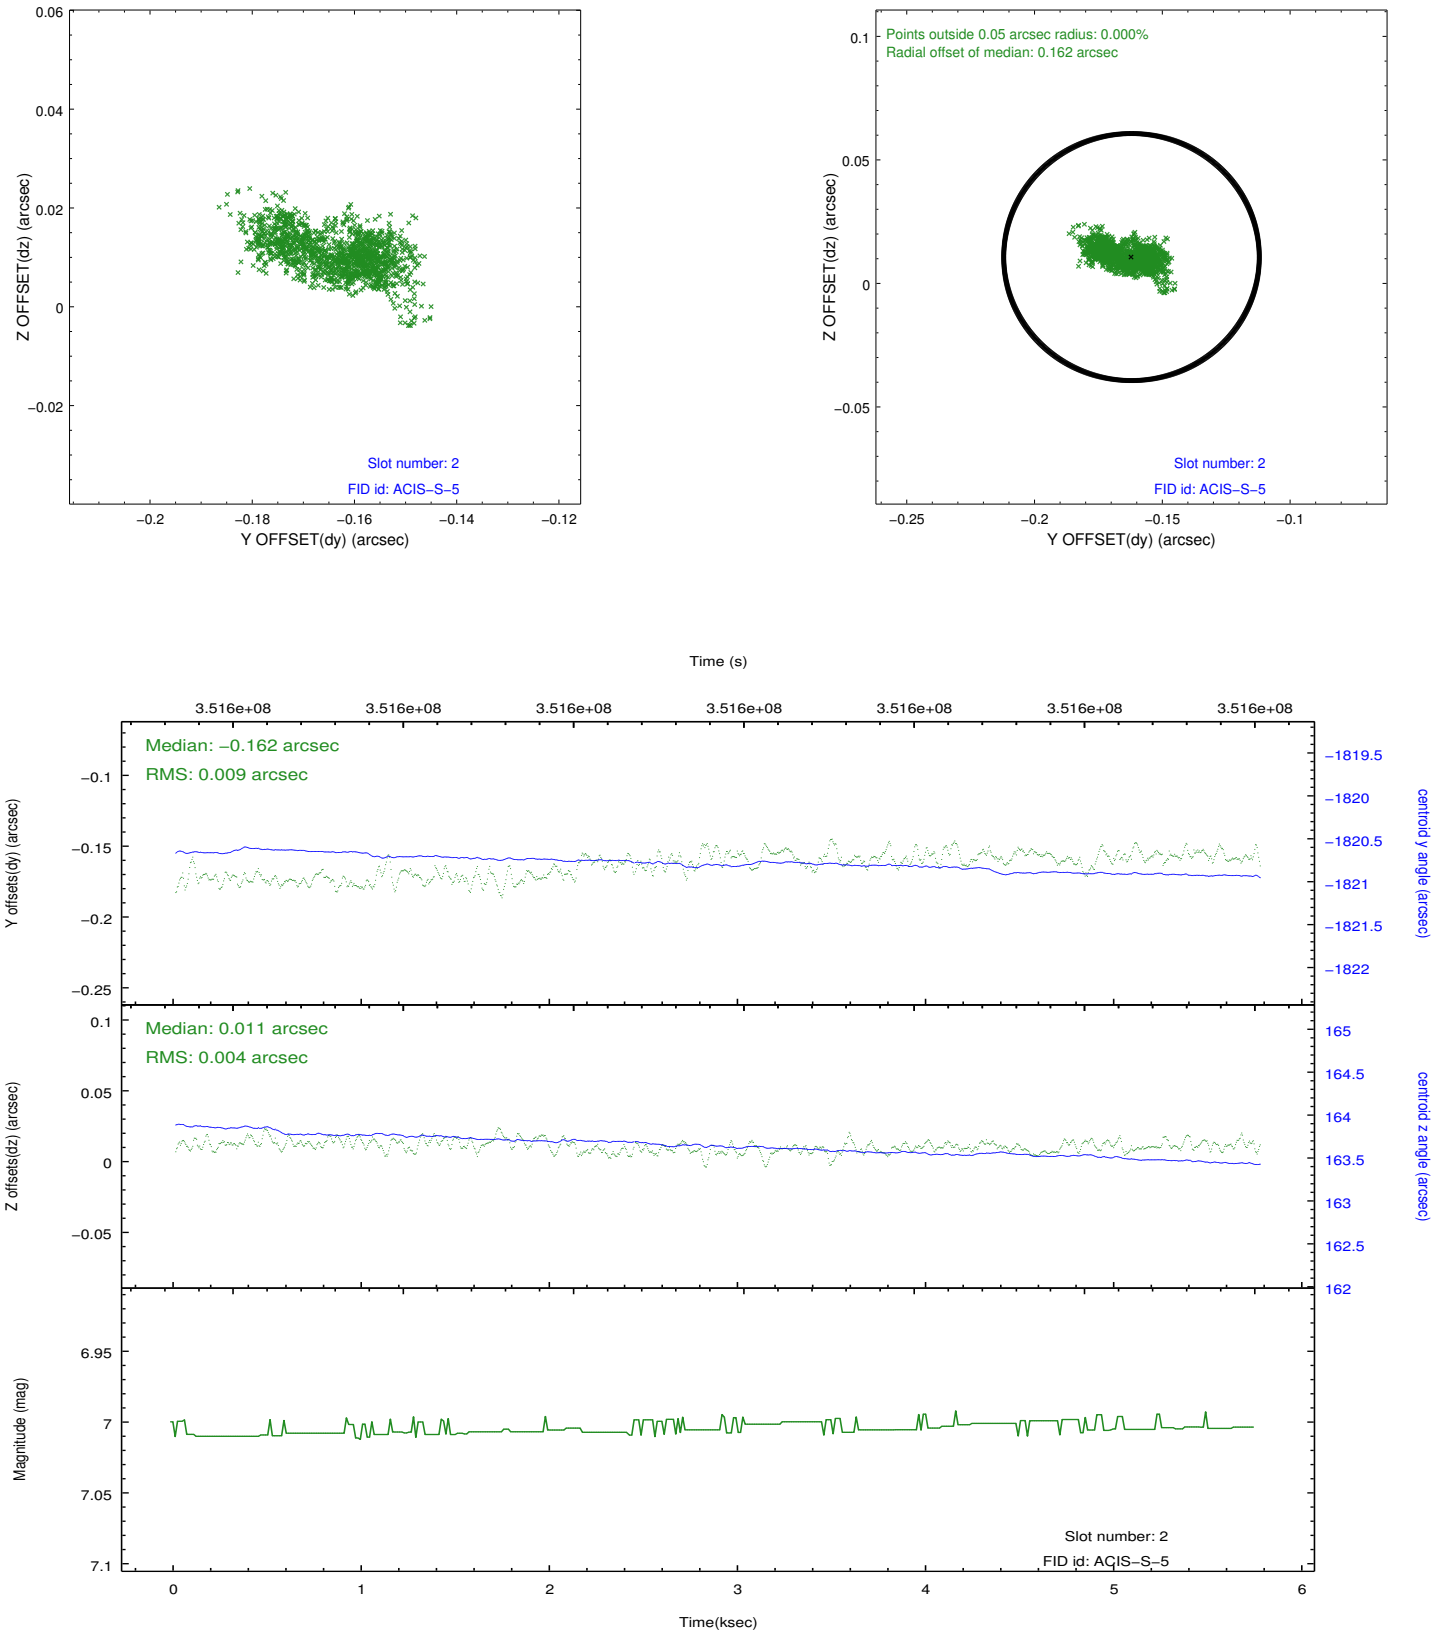 0.06
0.04
0.02
0
−0.02
−0.2
−0.18
−0.16
−0.14
−0.12
Z OFFSET(dz) (arcsec)
Y OFFSET(dy) (arcsec)
Slot number: 2
FID id: ACIS−S−5
Points outside 0.05 arcsec radius: 0.000%
Radial offset of median: 0.162 arcsec
0.1
0.05
0
−0.05
−0.25
−0.2
−0.15
−0.1
Z OFFSET(dz) (arcsec)
Y OFFSET(dy) (arcsec)
Slot number: 2
FID id: ACIS−S−5
Time (s)
3.516e+08 3.516e+08 3.516e+08 3.516e+08 3.516e+08 3.516e+08 3.516e+08
Median: −0.162 arcsec
RMS: 0.009 arcsec
−0.1
−0.15
−0.2
−0.25
Y offsets(dy) (arcsec)
−1819.5
−1820
−1820.5
−1821
−1821.5
−1822
centroid y angle (arcsec)
Median: 0.011 arcsec
RMS: 0.004 arcsec
0.1
0.05
0
−0.05
Z offsets(dz) (arcsec)
165
164.5
164
163.5
163
162.5
162
centroid z angle (arcsec)
6.95
7
7.05
7.1
Magnitude (mag)
Slot number: 2
FID id: ACIS−S−5
0 1 2 3 4 5 6
Time(ksec)